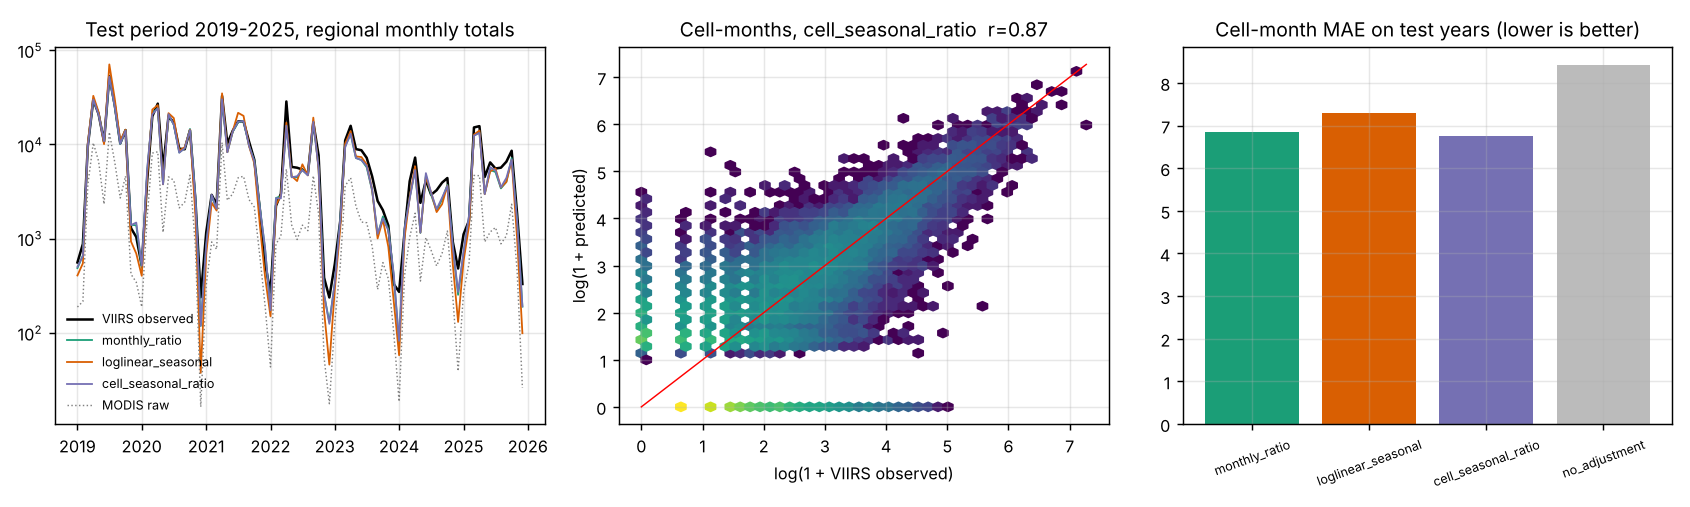 Test period 2019-2025, regional monthly totals
10^5
10^4
10^3
10^2
VIIRS observed
monthly_ratio
loglinear_seasonal
cell_seasonal_ratio
MODIS raw
2019 2020 2021 2022 2023 2024 2025 2026
Cell-months, cell_seasonal_ratio r=0.87
log(1 + predicted)
7
6
5
4
3
2
1
0
0 1 2 3 4 5 6 7
log(1 + VIIRS observed)
Cell-month MAE on test years (lower is better)
8
7
6
5
4
3
2
1
0
monthly_ratio
loglinear_seasonal
cell_seasonal_ratio
no_adjustment